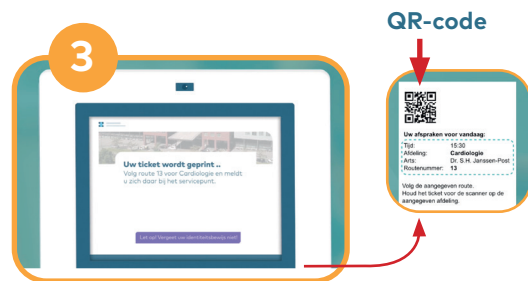 QR-code
3
Uw ticket wordt geprint ..
Volg route 13 voor Cardiologie en meldt
u zich daar bij het servicepunt.
Let op! Vergeet uw identiteitsbewijs niet!
Uw afspraken voor vandaag:
Tijd: 15:30
Afdeling: Cardiologie
Arts: Dr. S.H. Janssen-Post
Routenummer: 13
Volg de aangegeven route.
Houd het ticket voor de scanner op de
aangegeven afdeling.